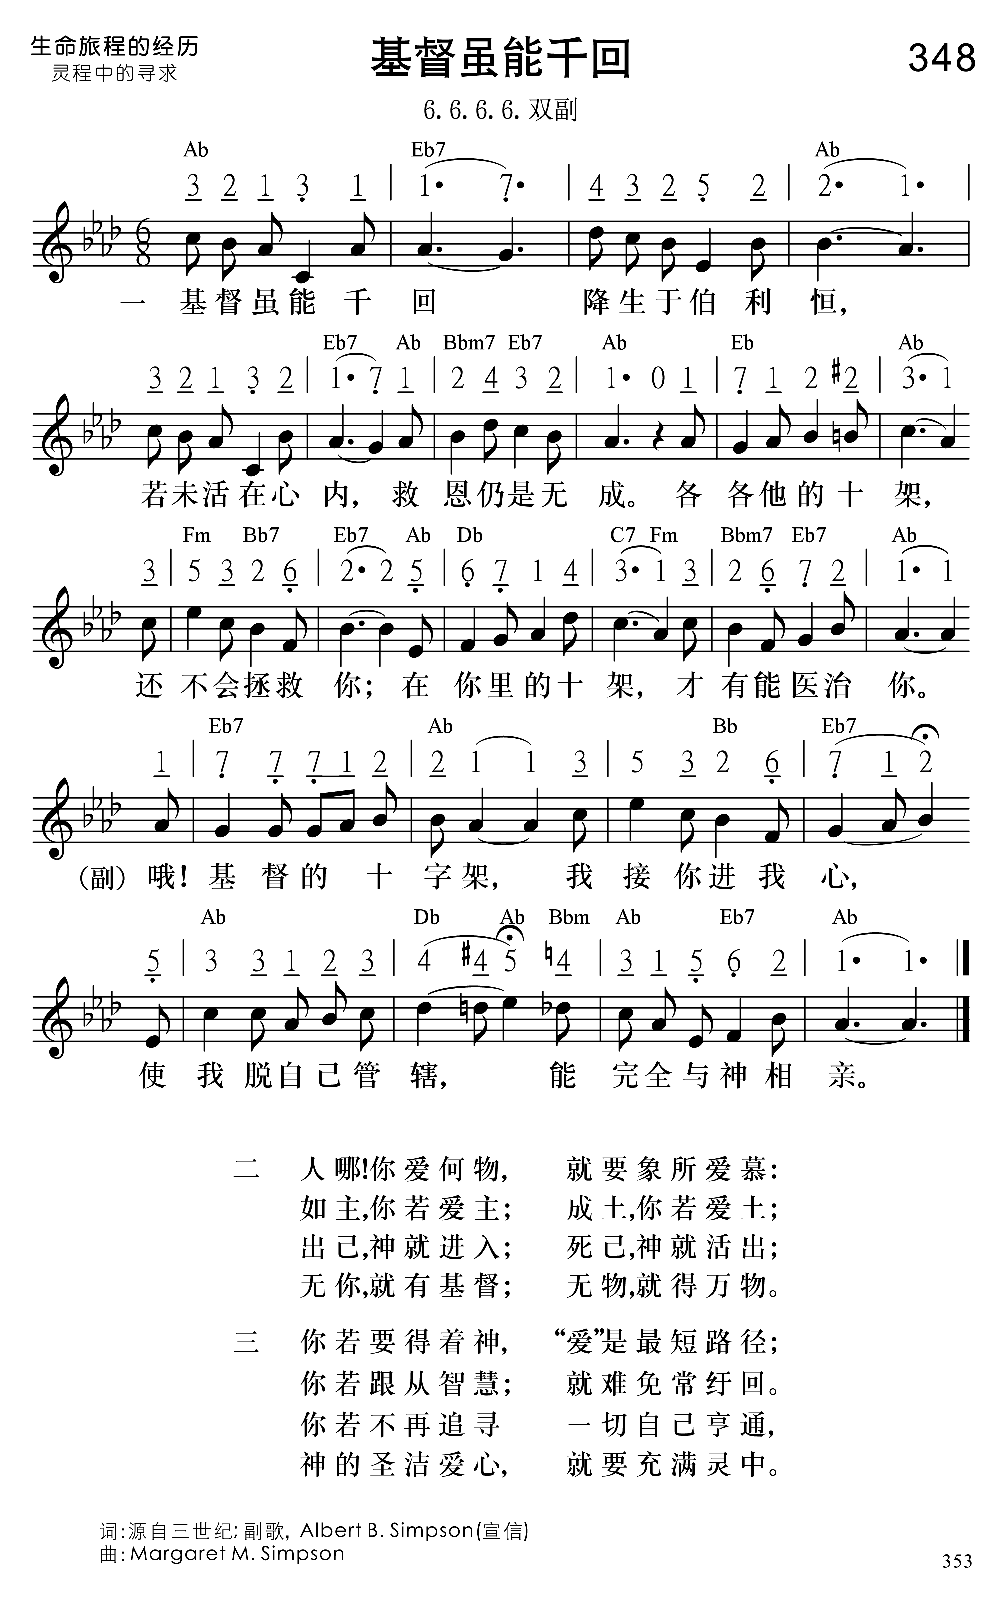 生命旅程的经历
灵程中的寻求
基督虽能千回
348
6.6.6.6.双副
Ab Eb7 Ab
3 2 1 3 1 | 1· 7· | 4 3 2 5 2 | 2· 1· |
一 基督虽能千回 降生于伯利恒，
Eb7 Ab Bbm7 Eb7 Ab Eb Ab
3 2 1 3 2 | 1· 7 1 | 2 4 3 2 | 1· 0 1 | 7 1 2 #2 | 3· 1
若未活在心内，救恩仍是无成。各各他的十架，
Fm Bb7 Eb7 Ab Db C7 Fm Bbm7 Eb7 Ab
3 | 5 3 2 6 | 2· 2 5 | 6 7 1 4 | 3· 1 3 | 2 6 7 2 | 1· 1
还不会拯救你；在你里的十架，才有能医治你。
Eb7 Ab Bb Eb7
1 | 7 7 7 1 2 | 2 1 1 3 | 5 3 2 6 | 7 1 2
(副) 哦！基督的十字架，我接你进我心，
Ab Db Ab Bbm Ab Eb7 Ab
5 | 3 3 1 2 3 | 4 #4 5 ♮4 | 3 1 5 6 2 | 1· 1·
使我脱自己管辖，能完全与神相亲。
二 人哪!你爱何物， 就要象所爱慕：
如主,你若爱主； 成土,你若爱土；
出己,神就进入； 死己,神就活出；
无你,就有基督； 无物,就得万物。
三 你若要得着神， “爱”是最短路径；
你若跟从智慧； 就难免常纡回。
你若不再追寻 一切自己亨通，
神的圣洁爱心， 就要充满灵中。
词:源自三世纪; 副歌, Albert B. Simpson(宣信)
曲: Margaret M. Simpson
353